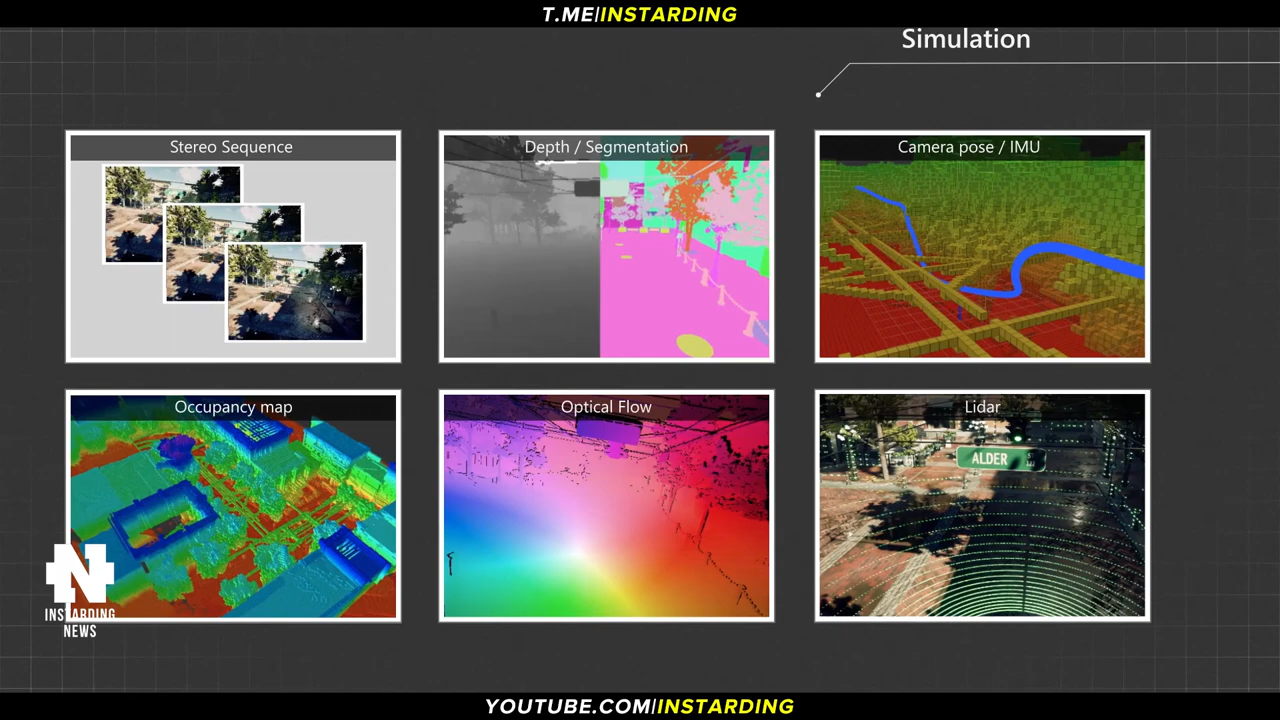 T.ME|INSTARDING
Simulation
Stereo Sequence
Depth / Segmentation
Camera pose / IMU
Occupancy map
Optical Flow
Lidar
ALDER
N
INSTARDING
NEWS
YOUTUBE.COM|INSTARDING